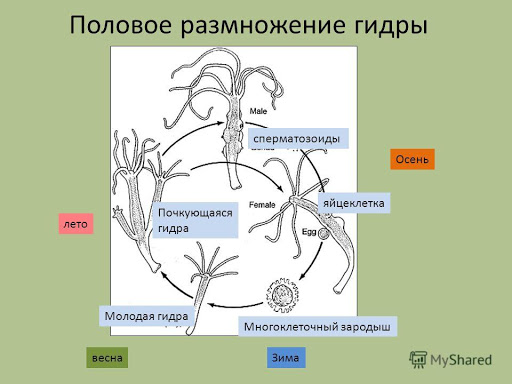 Половое размножение гидры
Male
сперматозоиды
Осень
яйцеклетка
Female
Почкующаяся
гидра
лето
Egg
Молодая гидра
Многоклеточный зародыш
весна
Зима
MyShared